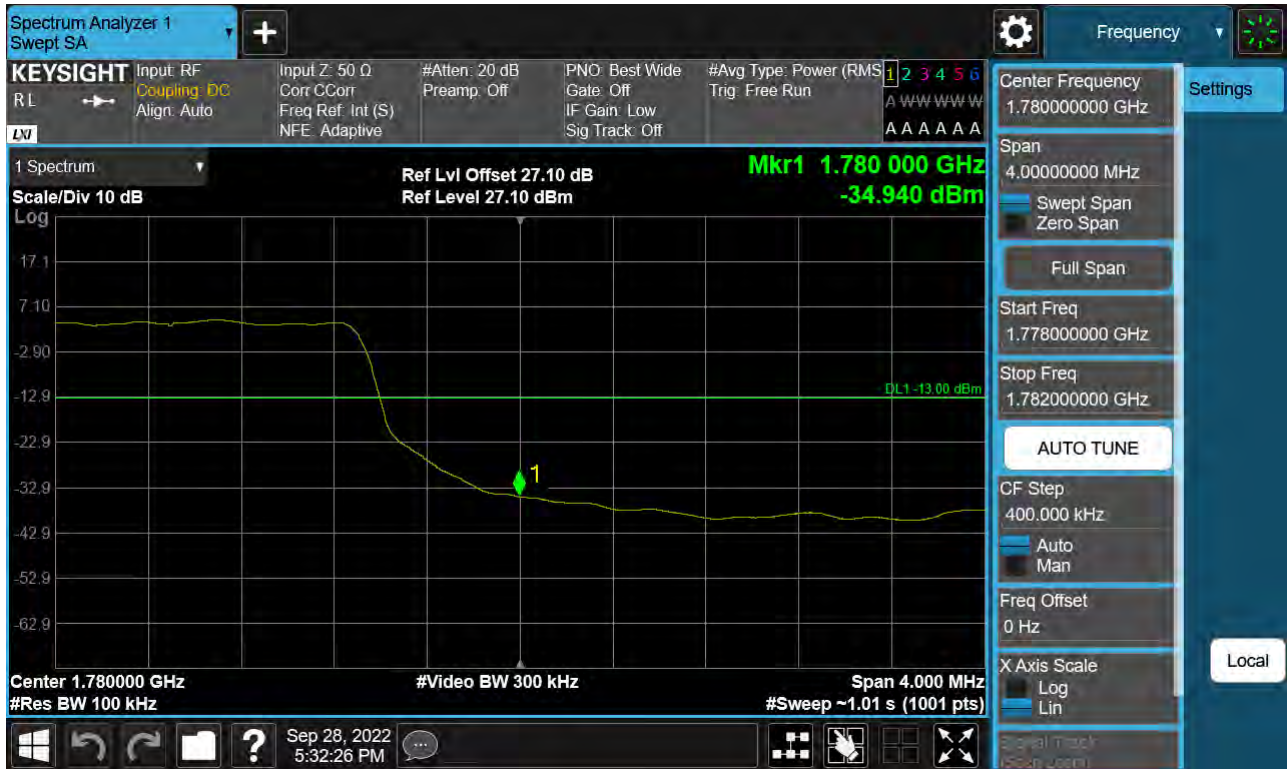 Spectrum Analyzer 1
Swept SA
Frequency
KEYSIGHT
RL
LXI
Input: RF
Coupling: DC
Align: Auto
Input Z: 50 Ω
Corr CCorr
Freq Ref: Int (S)
NFE: Adaptive
#Atten: 20 dB
Preamp: Off
PNO: Best Wide
Gate: Off
IF Gain: Low
Sig Track: Off
#Avg Type: Power (RMS
Trig: Free Run
1 2 3 4 5 6
A W W W W W
A A A A A A
1 Spectrum
Scale/Div 10 dB
Ref Lvl Offset 27.10 dB
Ref Level 27.10 dBm
Mkr1 1.780 000 GHz
-34.940 dBm
Log
17.1
7.10
-2.90
-12.9
-22.9
-32.9
-42.9
-52.9
-62.9
DL1 -13.00 dBm
1
Center 1.780000 GHz
#Video BW 300 kHz
Span 4.000 MHz
#Res BW 100 kHz
#Sweep ~1.01 s (1001 pts)
Sep 28, 2022
5:32:26 PM
Center Frequency
1.780000000 GHz
Settings
Span
4.00000000 MHz
Swept Span
Zero Span
Full Span
Start Freq
1.778000000 GHz
Stop Freq
1.782000000 GHz
AUTO TUNE
CF Step
400.000 kHz
Auto
Man
Freq Offset
0 Hz
X Axis Scale
Log
Lin
Local
Signal Track
(Span Zoom)